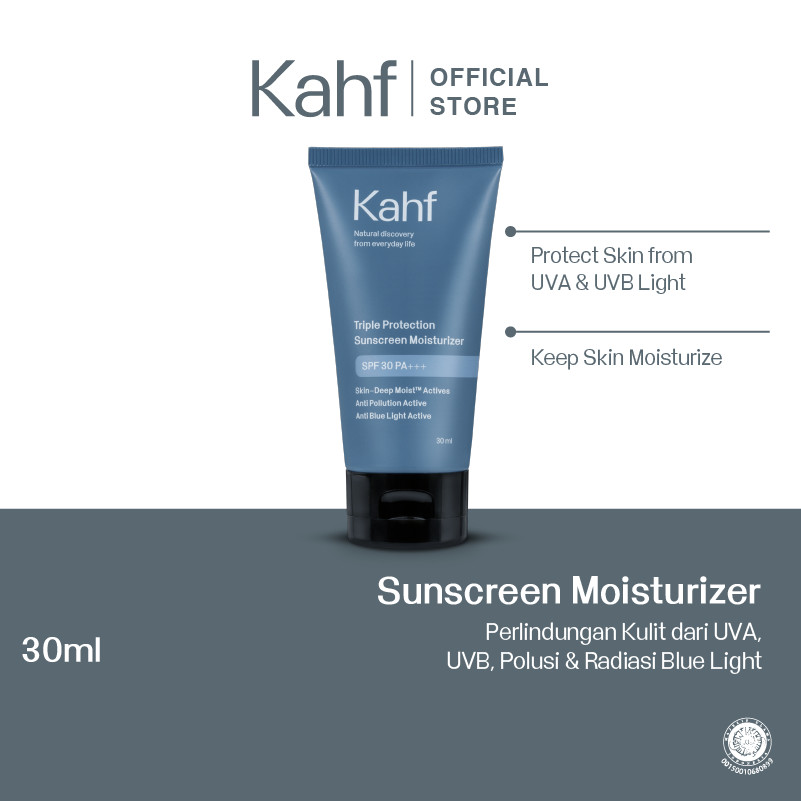 Kahf
OFFICIAL
STORE
Kahf
Natural discovery
from everyday life
Triple Protection
Sunscreen Moisturizer
SPF 30 PA+++
Skin-Deep Moist™ Actives
Anti Pollution Active
Anti Blue Light Active
30 ml
Protect Skin from
UVA & UVB Light
Keep Skin Moisturize
Sunscreen Moisturizer
Perlindungan Kulit dari UVA,
UVB, Polusi & Radiasi Blue Light
30ml
00150010680899